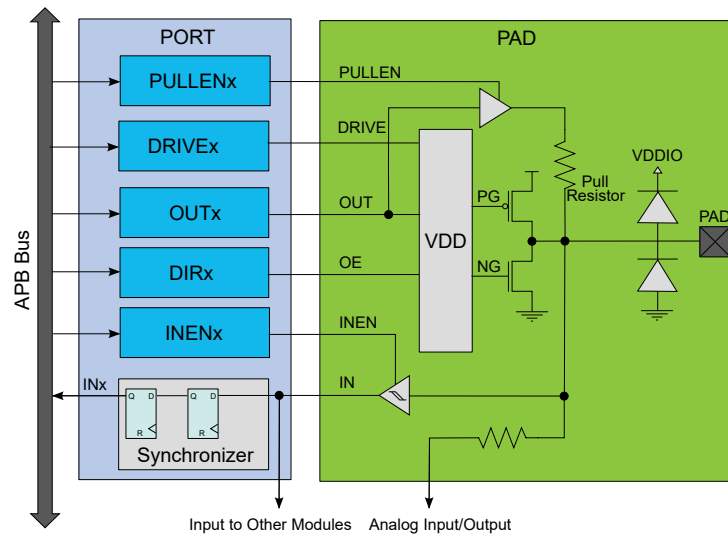 PORT
PAD
PULLENx
PULLEN
DRIVEx
DRIVE
VDDIO
Pull
Resistor
OUTx
OUT
PG
PAD
VDD
DIRx
OE
NG
INENx
INEN
APB Bus
INx
Q D
Q D
IN
R
R
Synchronizer
Input to Other Modules
Analog Input/Output